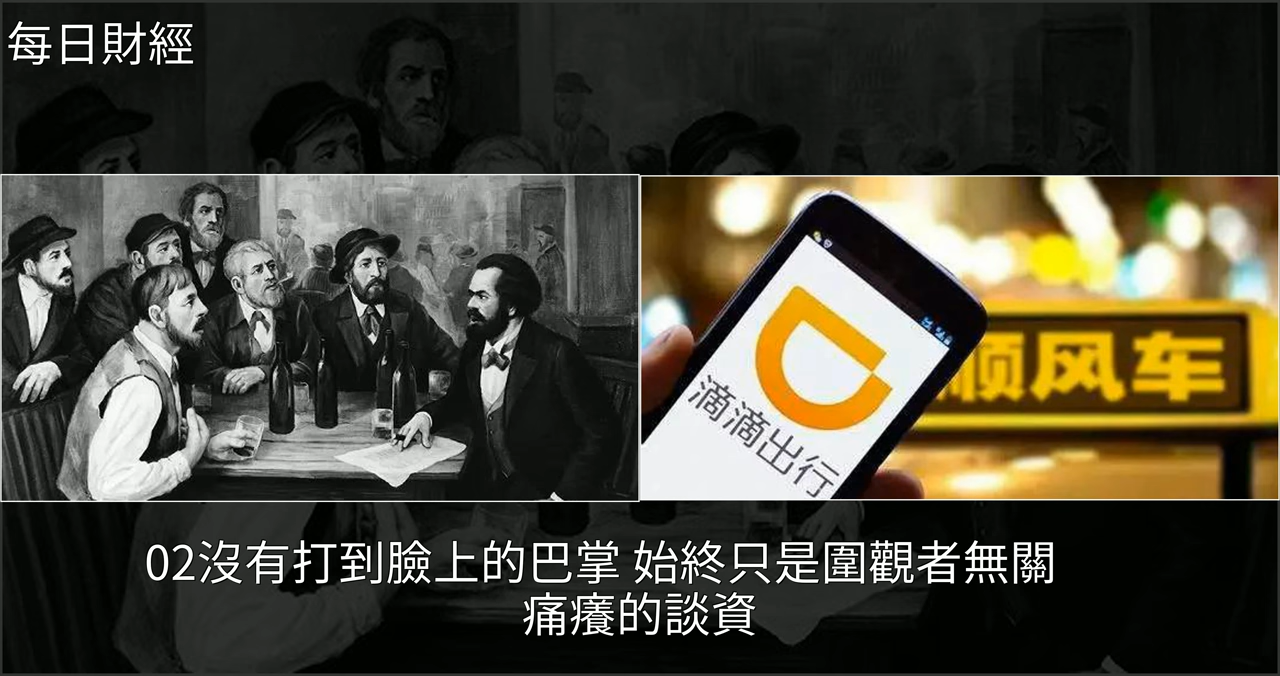 每日財經
顺风车
滴滴出行
02沒有打到臉上的巴掌 始終只是圍觀者無關
痛癢的談資